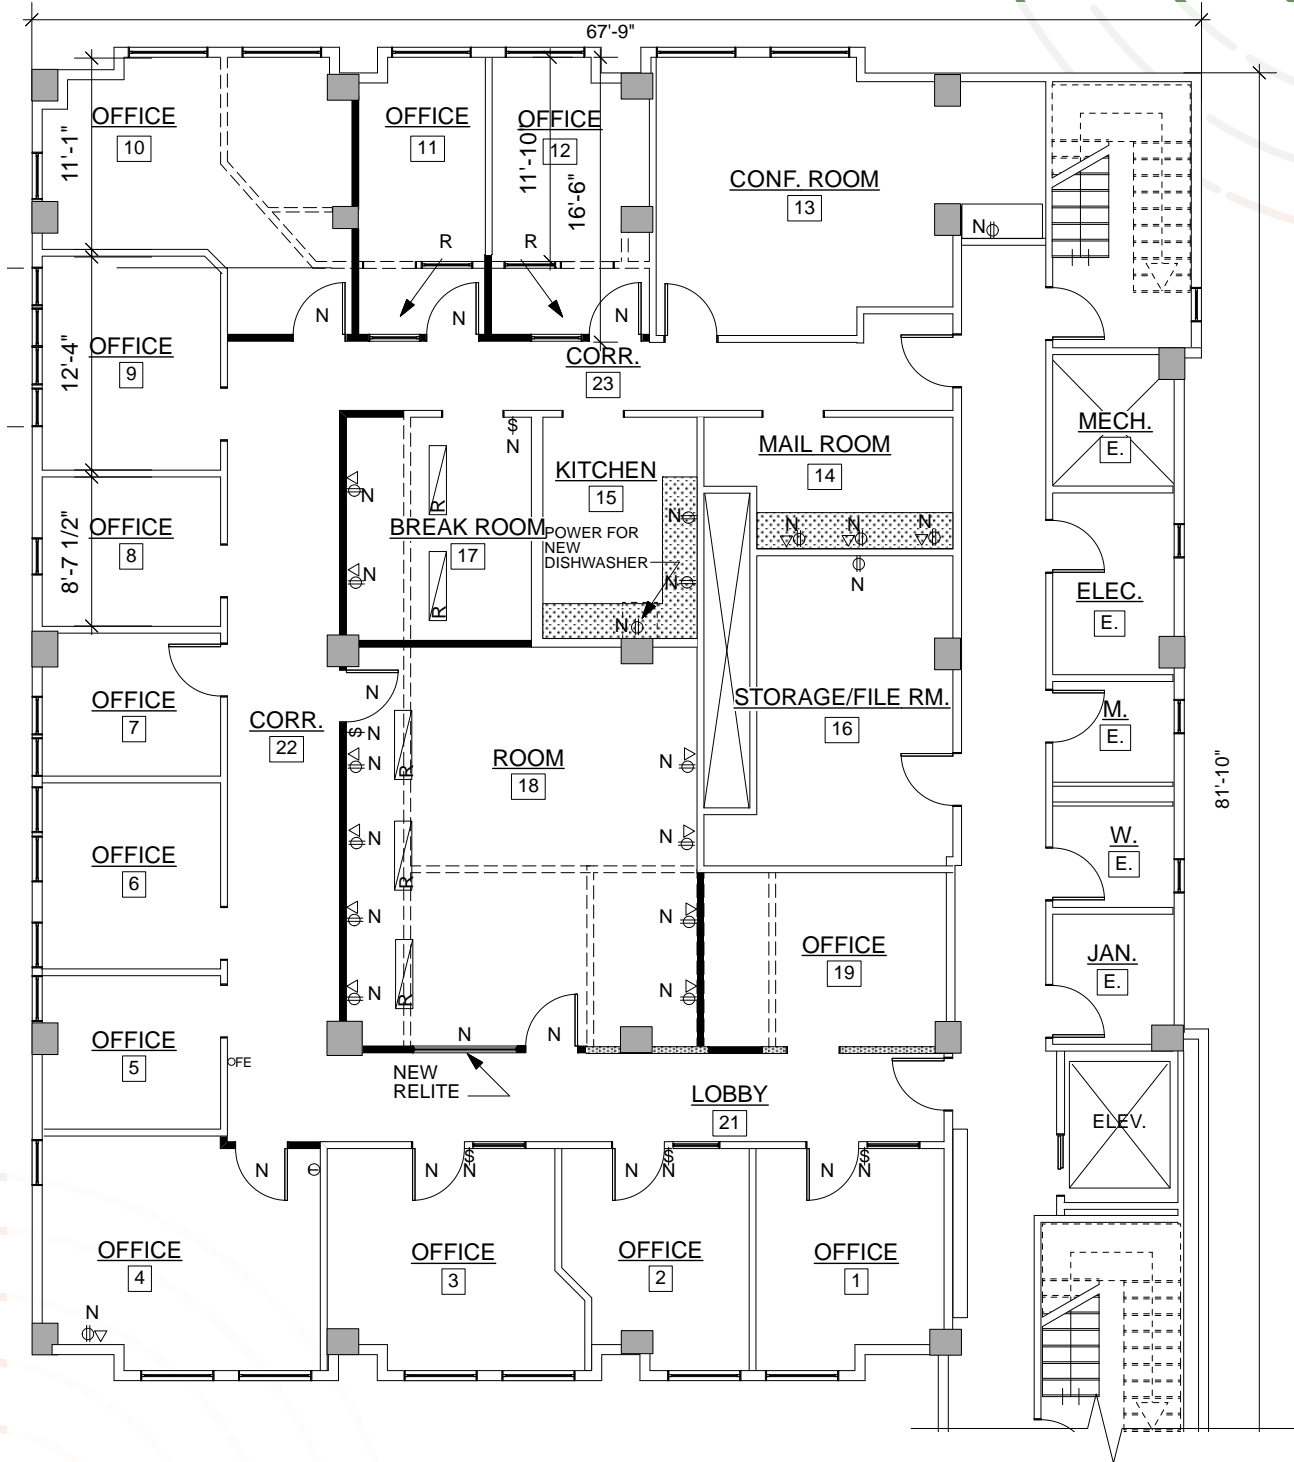 67'-9"
OFFICE
10
OFFICE
11
OFFICE
12
11'-1"
11'-10"
16'-6"
CONF. ROOM
13
N
R
R
N
N
N
OFFICE
9
12'-4"
CORR.
23
MECH.
E.
$
N
KITCHEN
15
MAIL ROOM
14
R
N
N
N
N
N
OFFICE
8
8'-7 1/2"
BREAK ROOM
17
POWER FOR
NEW
DISHWASHER
N
R
N
N
N
ELEC.
E.
OFFICE
7
CORR.
22
N
$ N
N
R
ROOM
18
N
STORAGE/FILE RM.
16
M.
E.
81'-10"
OFFICE
6
N
R
N
W.
E.
N
N
OFFICE
19
JAN.
E.
N
R
N
OFFICE
5
FE
N
N
NEW
RELITE
LOBBY
21
ELEV.
N
N
$
N
N
$
N
N
$
N
OFFICE
4
OFFICE
3
OFFICE
2
OFFICE
1
N